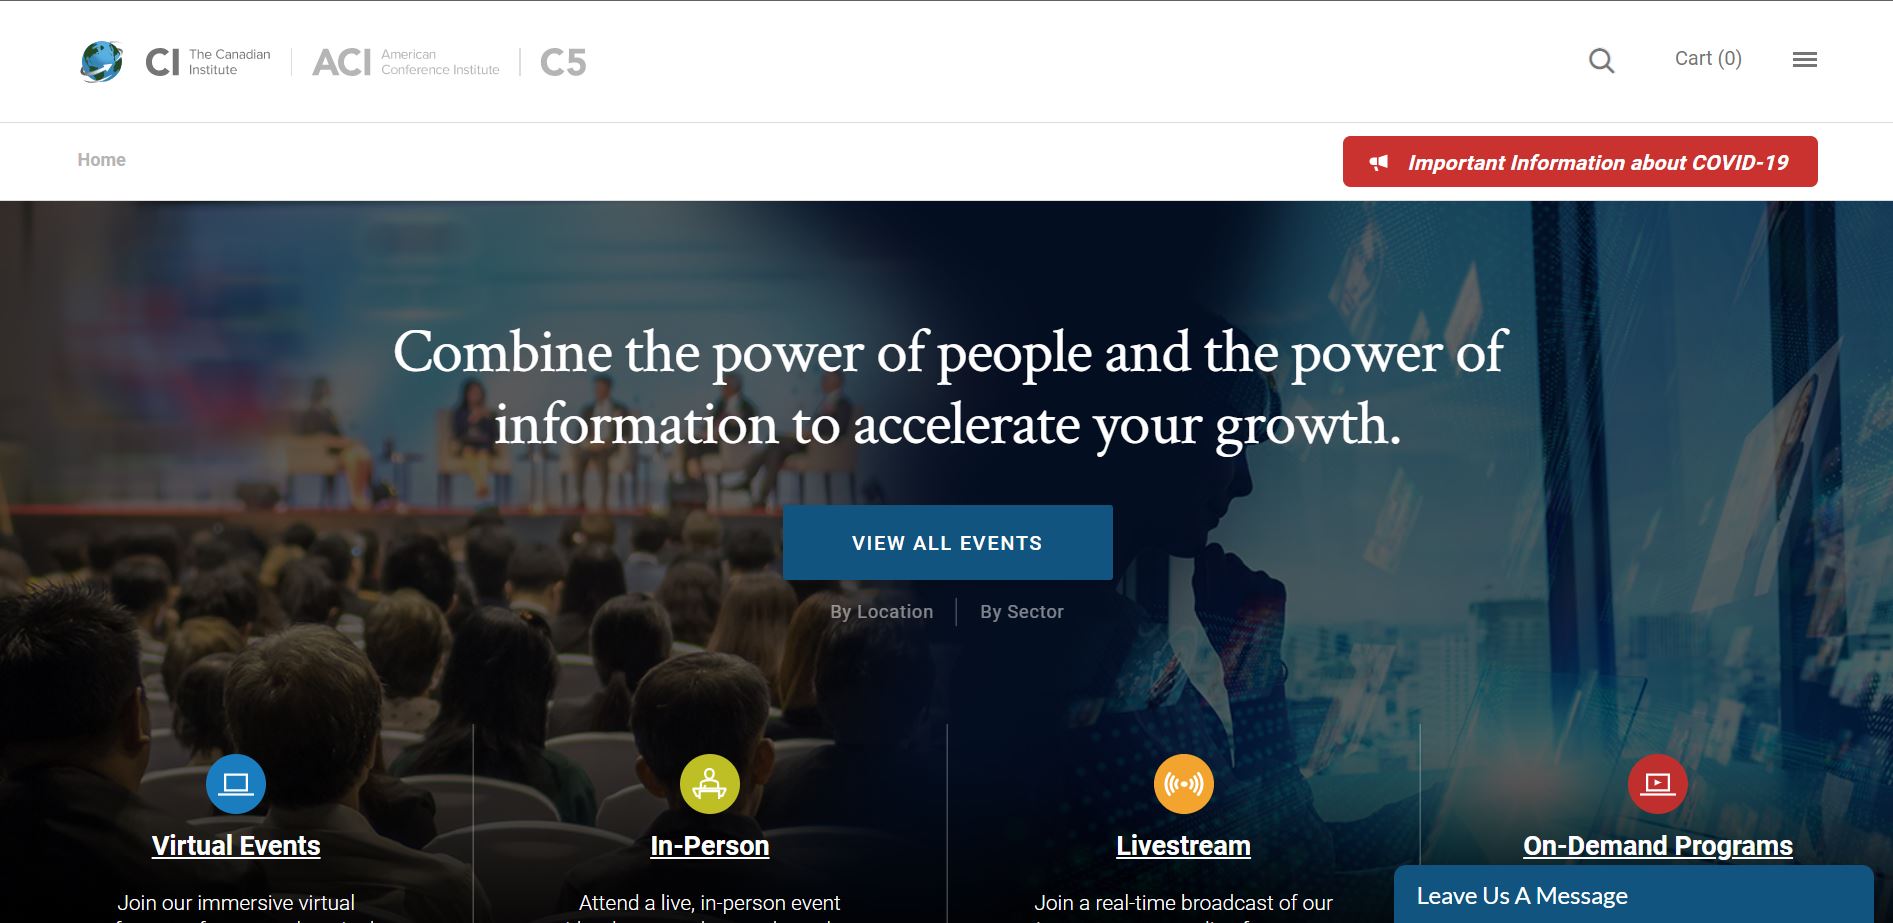 CI The Canadian Institute
ACI American Conference Institute
C5
Cart (0)
Home
Important Information about COVID-19
Combine the power of people and the power of
information to accelerate your growth.
VIEW ALL EVENTS
By Location
By Sector
Virtual Events
In-Person
Livestream
On-Demand Programs
Join our immersive virtual
Attend a live, in-person event
Join a real-time broadcast of our
Leave Us A Message